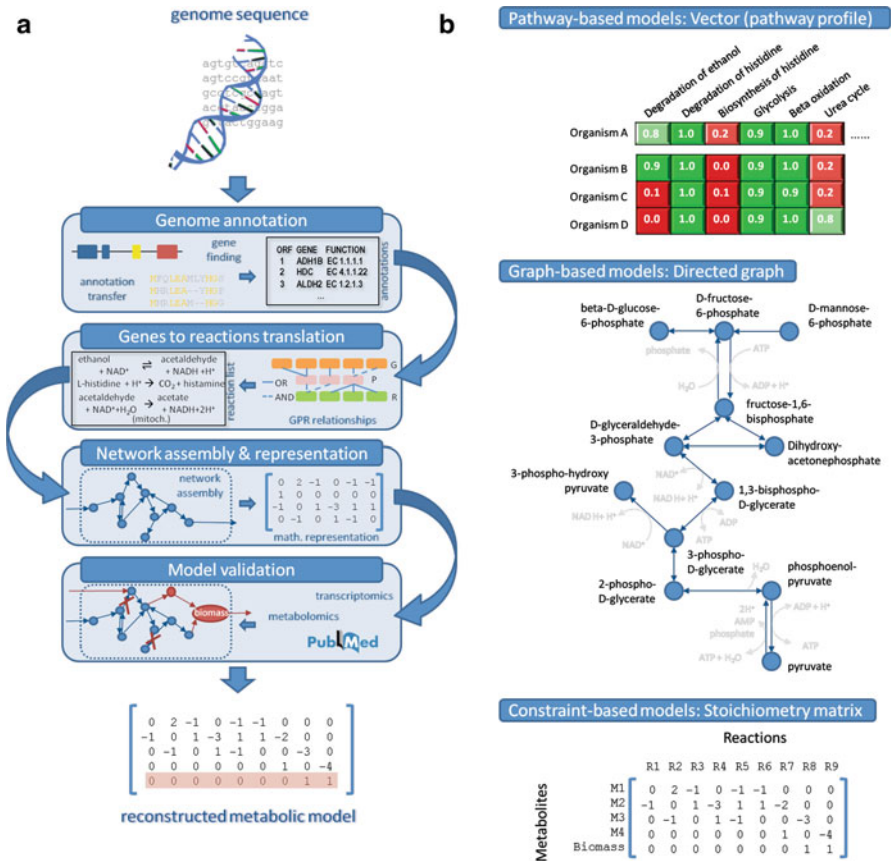 a
genome sequence
agtgtcagttc
Genome annotation
gene
finding
annotation
transfer
ORF GENE FUNCTION
1 ADH1B EC 1.1.1.1
2 HDC EC 4.1.1.22
3 ALDH2 EC 1.2.1.3
...
annotations
Genes to reactions translation
ethanol acetaldehyde
+ NAD⁺ ⇌ + NADH + H⁺
L-histidine + H⁺ → CO₂ + histamine
acetaldehyde acetate
+ NAD⁺+H₂O → + NADH+2H⁺
(mitoch.)
reaction list
G
OR P
AND R
GPR relationships
Network assembly & representation
network
assembly
0 2 -1 0 -1 -1
1 0 0 0 0 0
-1 0 1 -3 1 1
0 -1 0 1 -1 0
math. representation
Model validation
transcriptomics
biomass
metabolomics
PubMed
0 2 -1 0 -1 -1 0 0 0
-1 0 1 -3 1 1 -2 0 0
0 -1 0 1 -1 0 0 -3 0
0 0 0 0 0 0 1 0 -4
0 0 0 0 0 0 0 1 1
reconstructed metabolic model
b
Pathway-based models: Vector (pathway profile)
Degradation of ethanol
Degradation of histidine
Biosynthesis of histidine
Glycolysis
Beta oxidation
Urea cycle
Organism A 0.8 1.0 0.2 0.9 1.0 0.2 ......
Organism B 0.9 1.0 0.0 0.9 1.0 0.2
Organism C 0.1 1.0 0.1 0.9 0.9 0.2
Organism D 0.0 1.0 0.0 0.9 1.0 0.8
Graph-based models: Directed graph
beta-D-glucose-
6-phosphate
D-fructose-
6-phosphate
D-mannose-
6-phosphate
phosphate
ATP
H₂O
ADP + H⁺
fructose-1,6-
bisphosphate
D-glyceraldehyde-
3-phosphate
Dihydroxy-
acetonephosphate
NAD⁺
NAD H+ H⁺
3-phospho-hydroxy
pyruvate
1,3-bisphospho-
D-glycerate
NAD H+ H⁺
ADP
ATP
NAD⁺
3-phospho-
D-glycerate
2-phospho-
D-glycerate
H₂O
phosphoenol-
pyruvate
2H⁺
AMP
phosphate
ADP + H⁺
ATP + H₂O
ATP
pyruvate
Constraint-based models: Stoichiometry matrix
Reactions
R1 R2 R3 R4 R5 R6 R7 R8 R9
Metabolites
M1 0 2 -1 0 -1 -1 0 0 0
M2 -1 0 1 -3 1 1 -2 0 0
M3 0 -1 0 1 -1 0 0 -3 0
M4 0 0 0 0 0 0 1 0 -4
Biomass 0 0 0 0 0 0 0 1 1